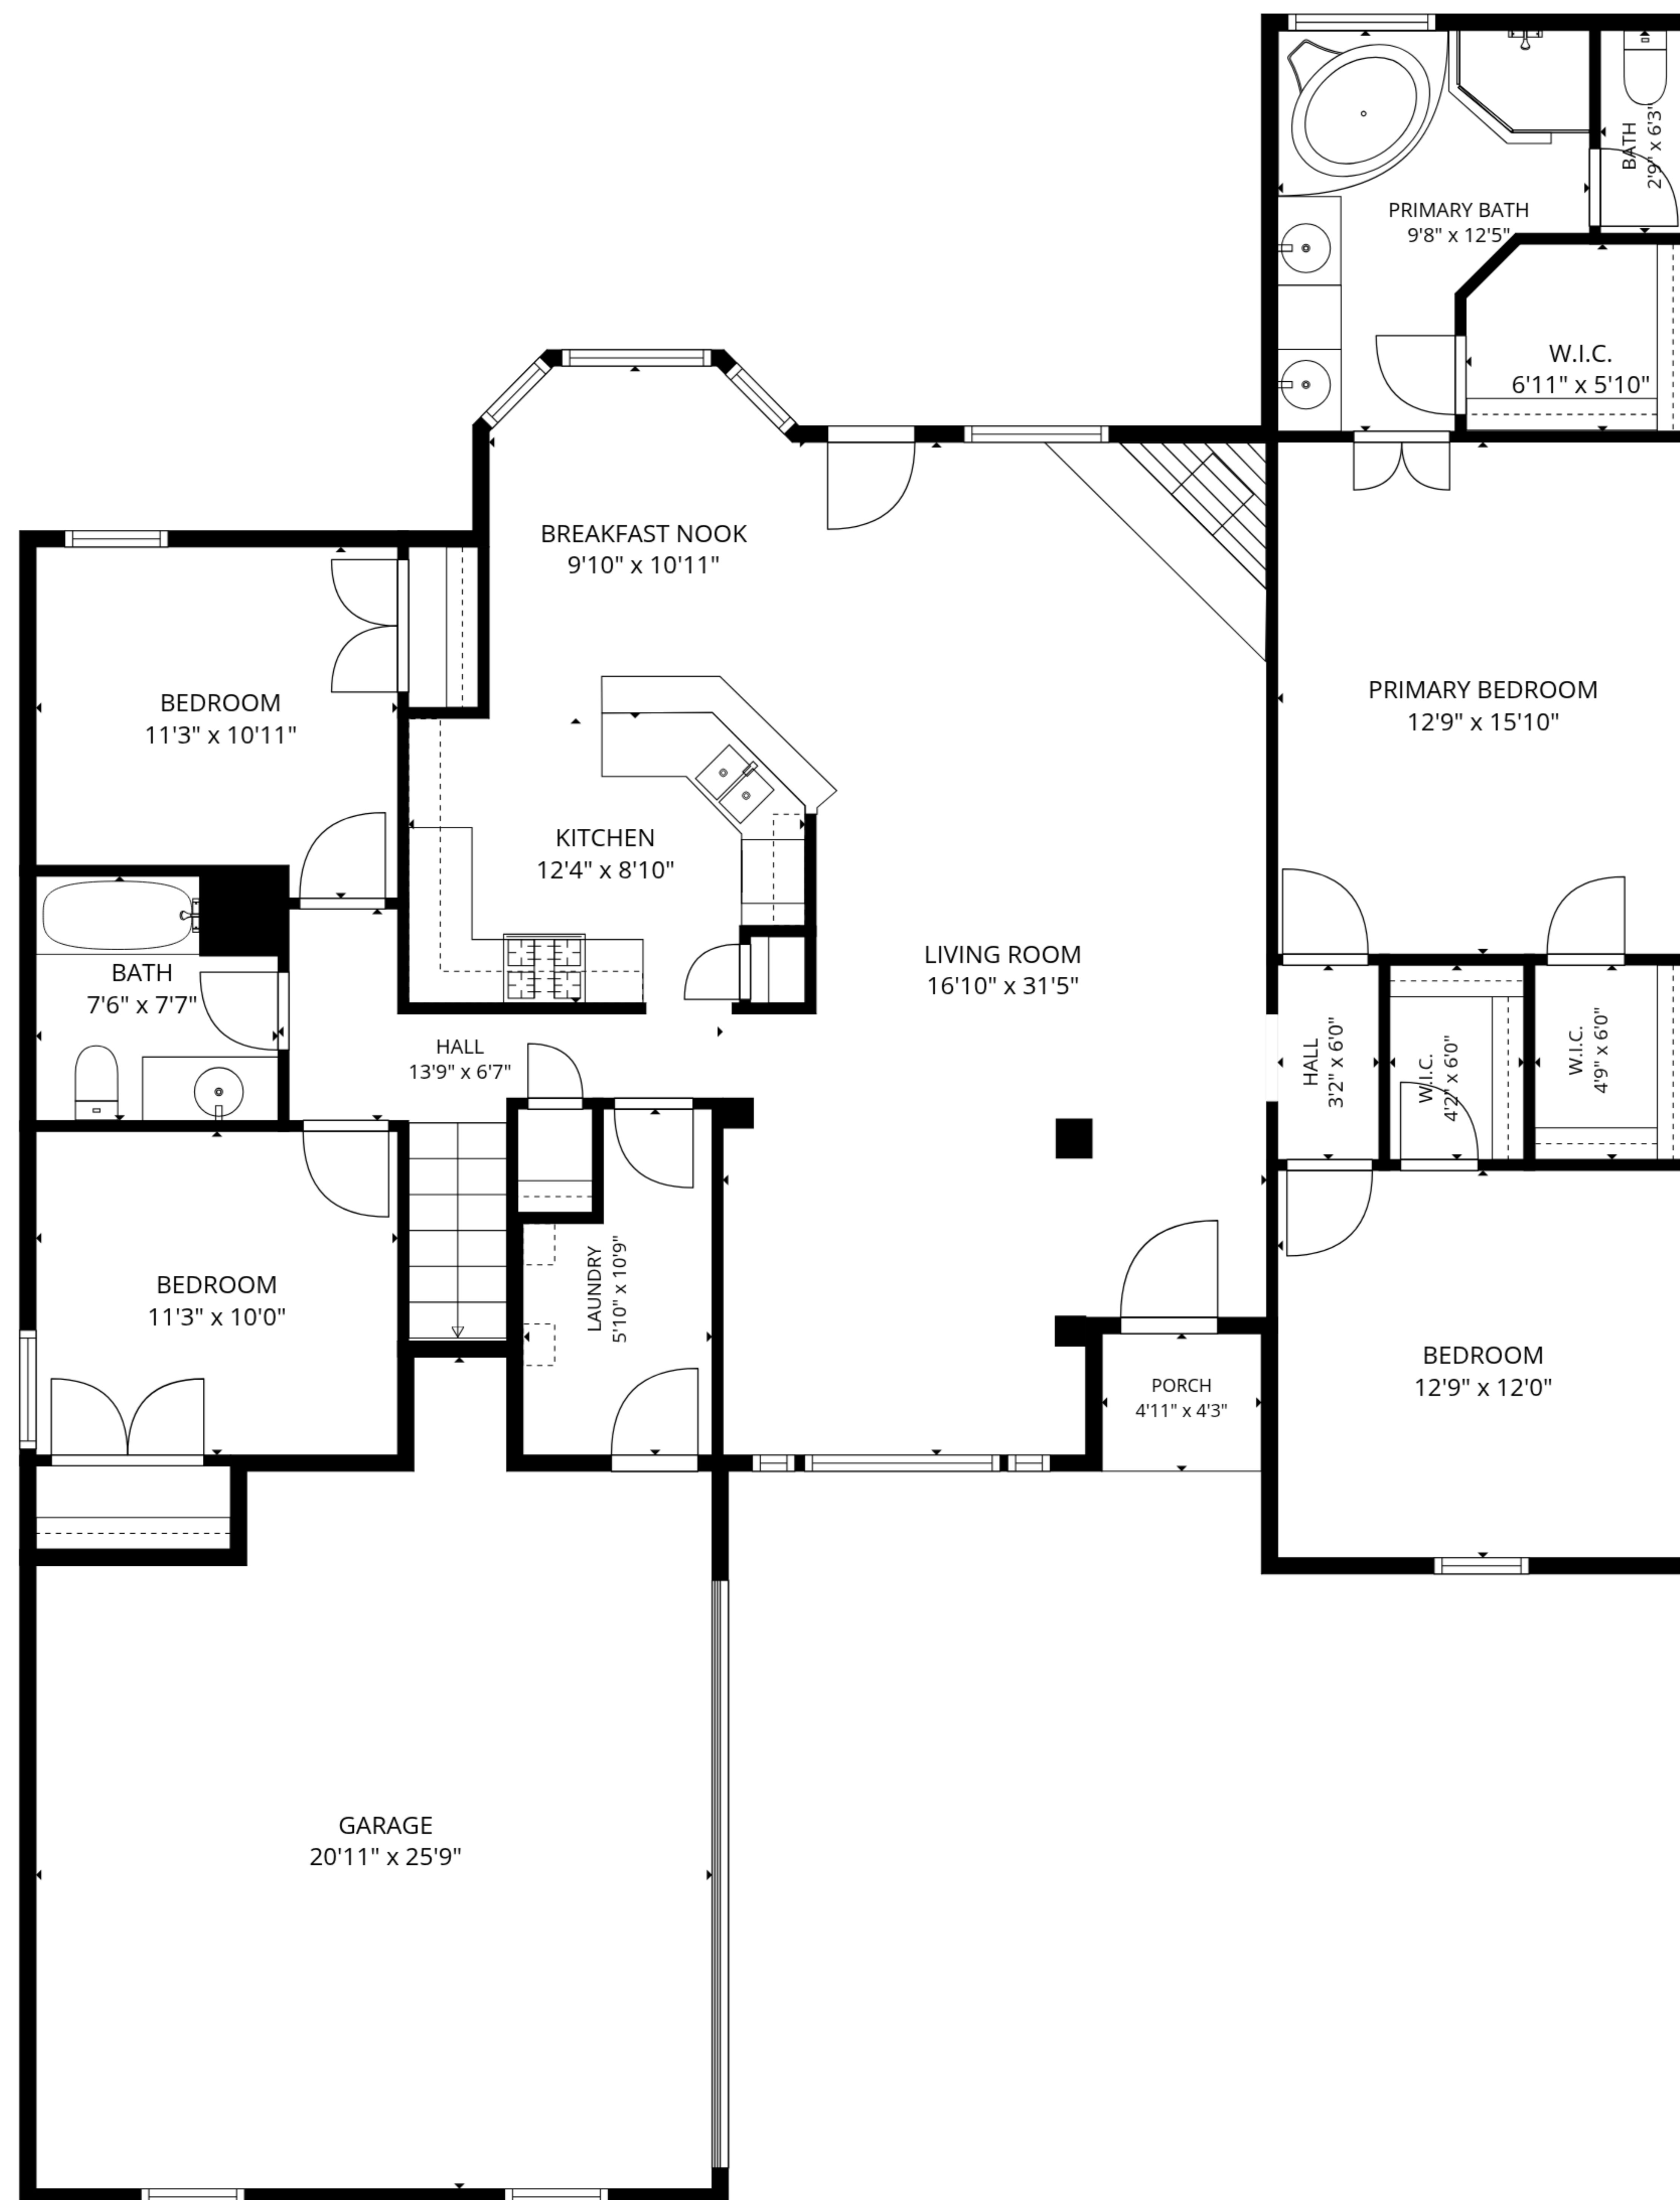 BATH
2'9" x 6'3"
PRIMARY BATH
9'8" x 12'5"
W.I.C.
6'11" x 5'10"
BREAKFAST NOOK
9'10" x 10'11"
BEDROOM
11'3" x 10'11"
PRIMARY BEDROOM
12'9" x 15'10"
KITCHEN
12'4" x 8'10"
LIVING ROOM
16'10" x 31'5"
BATH
7'6" x 7'7"
HALL
13'9" x 6'7"
HALL
3'2" x 6'0"
W.I.C.
4'2" x 6'0"
W.I.C.
4'9" x 6'0"
BEDROOM
11'3" x 10'0"
LAUNDRY
5'10" x 10'9"
PORCH
4'11" x 4'3"
BEDROOM
12'9" x 12'0"
GARAGE
20'11" x 25'9"